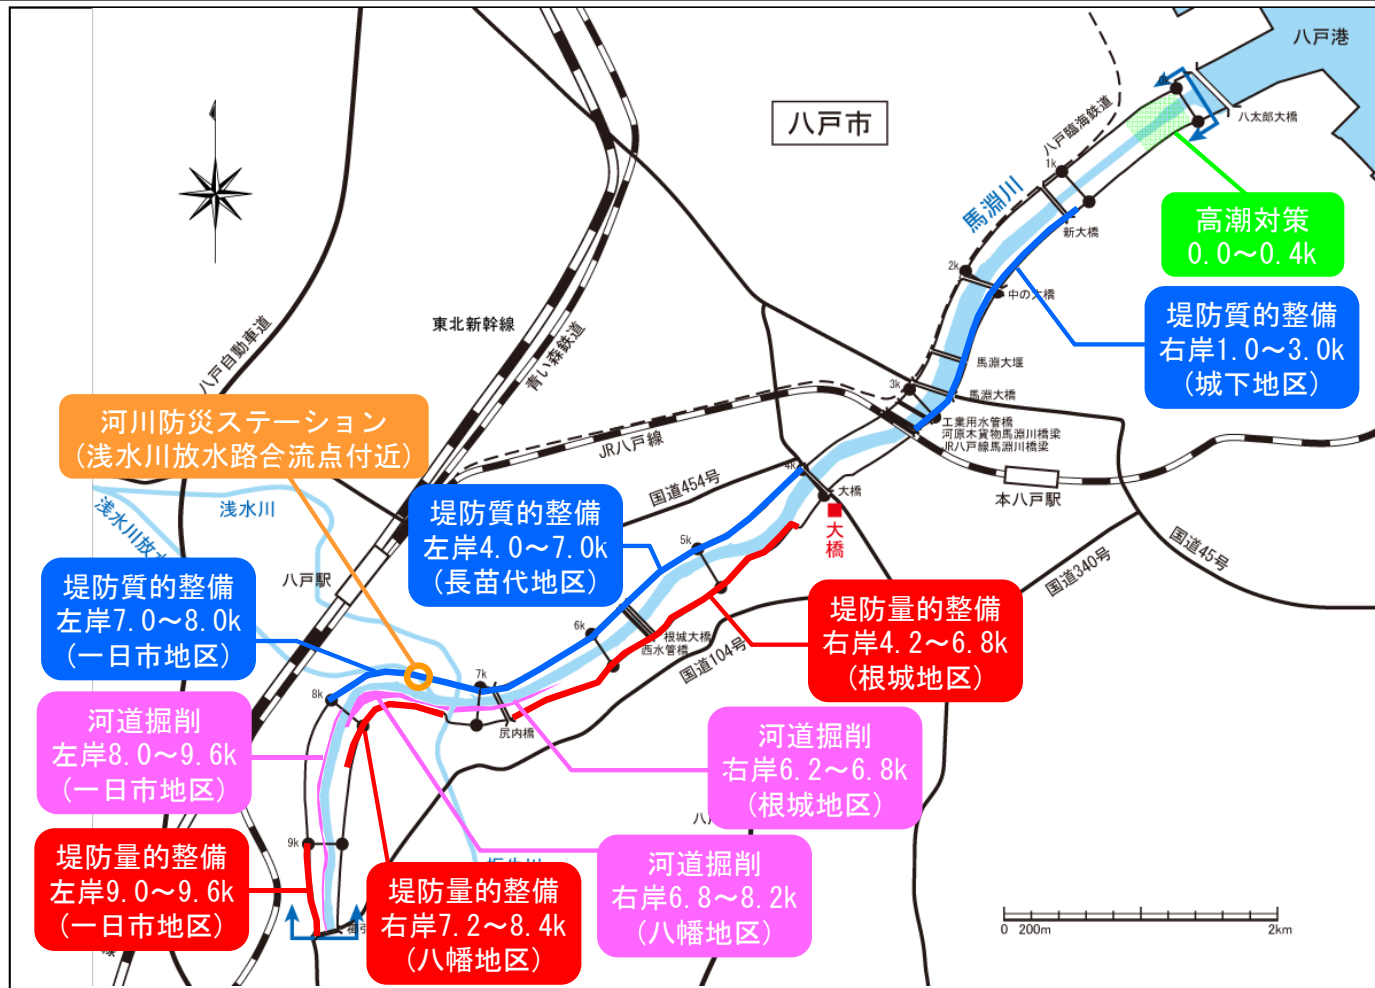 八戸港
八戸市
八太郎大橋
八戸臨海鉄道
1k
馬淵川
高潮対策
0.0～0.4k
新大橋
2k
中の大橋
堤防質的整備
右岸1.0～3.0k
(城下地区)
東北新幹線
青い森鉄道
八戸自動車道
馬淵大堰
3k
馬淵大橋
河川防災ステーション
(浅水川放水路合流点付近)
工業用水管橋
河原木貨物馬淵川橋梁
JR八戸線馬淵川橋梁
JR八戸線
4k
大橋
本八戸駅
国道454号
浅水川
浅水川放水
堤防質的整備
左岸4.0～7.0k
(長苗代地区)
大橋
5k
国道45号
国道340号
八戸駅
堤防質的整備
左岸7.0～8.0k
(一日市地区)
堤防量的整備
右岸4.2～6.8k
(根城地区)
6k
根城大橋
西水管橋
国道104号
7k
8k
尻内橋
河道掘削
左岸8.0～9.6k
(一日市地区)
河道掘削
右岸6.2～6.8k
(根城地区)
9k
堤防量的整備
左岸9.0～9.6k
(一日市地区)
堤防量的整備
右岸7.2～8.4k
(八幡地区)
河道掘削
右岸6.8～8.2k
(八幡地区)
0 200m 2km